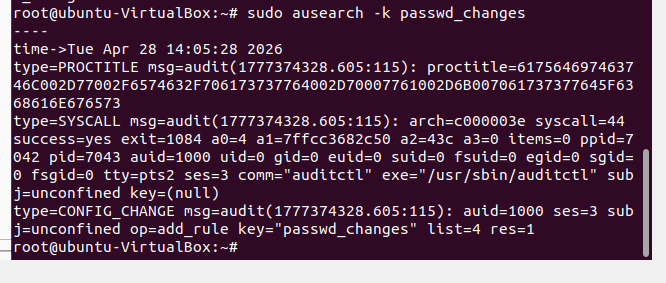 root@ubuntu-VirtualBox:~# sudo ausearch -k passwd_changes
----
time->Tue Apr 28 14:05:28 2026
type=PROCTITLE msg=audit(1777374328.605:115): proctitle=6175646974637
46C002D77002F6574632F706173737764002D70007761002D6B007061737377645F63
68616E676573
type=SYSCALL msg=audit(1777374328.605:115): arch=c000003e syscall=44
success=yes exit=1084 a0=4 a1=7ffcc3682c50 a2=43c a3=0 items=0 ppid=7
042 pid=7043 auid=1000 uid=0 gid=0 euid=0 suid=0 fsuid=0 egid=0 sgid=
0 fsgid=0 tty=pts2 ses=3 comm="auditctl" exe="/usr/sbin/auditctl" sub
j=unconfined key=(null)
type=CONFIG_CHANGE msg=audit(1777374328.605:115): auid=1000 ses=3 sub
j=unconfined op=add_rule key="passwd_changes" list=4 res=1
root@ubuntu-VirtualBox:~#